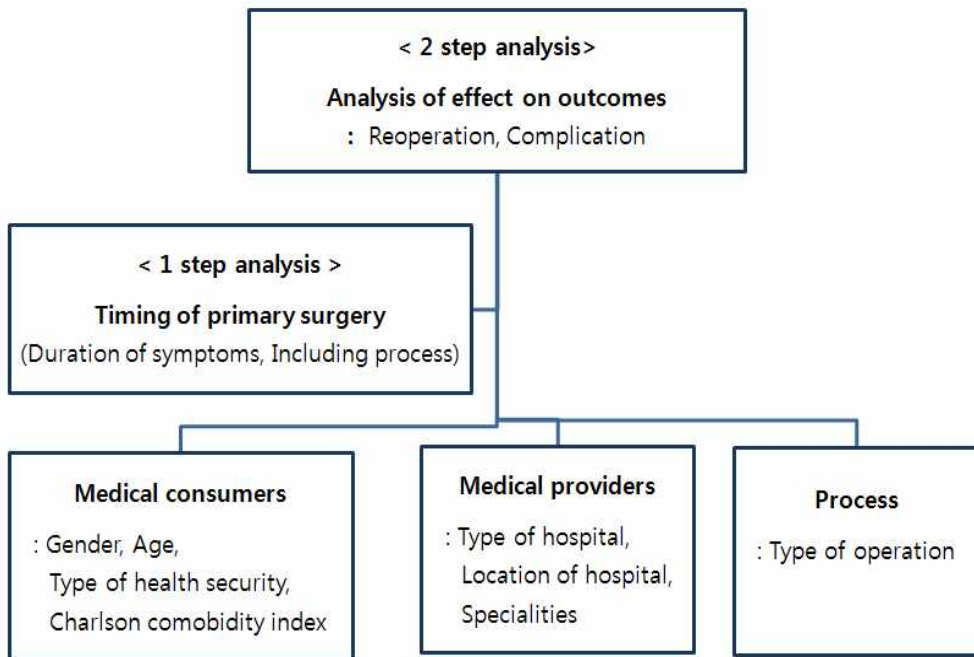 < 2 step analysis>
Analysis of effect on outcomes
: Reoperation, Complication
< 1 step analysis >
Timing of primary surgery
(Duration of symptoms, Including process)
Medical consumers
: Gender, Age,
Type of health security,
Charlson comobidity index
Medical providers
: Type of hospital,
Location of hospital,
Specialities
Process
: Type of operation